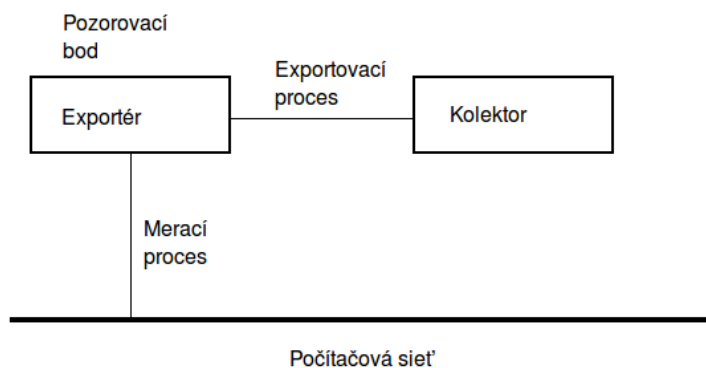 Pozorovací
bod
Exportovací
proces
Exportér
Kolektor
Merací
proces
Počítačová sieť